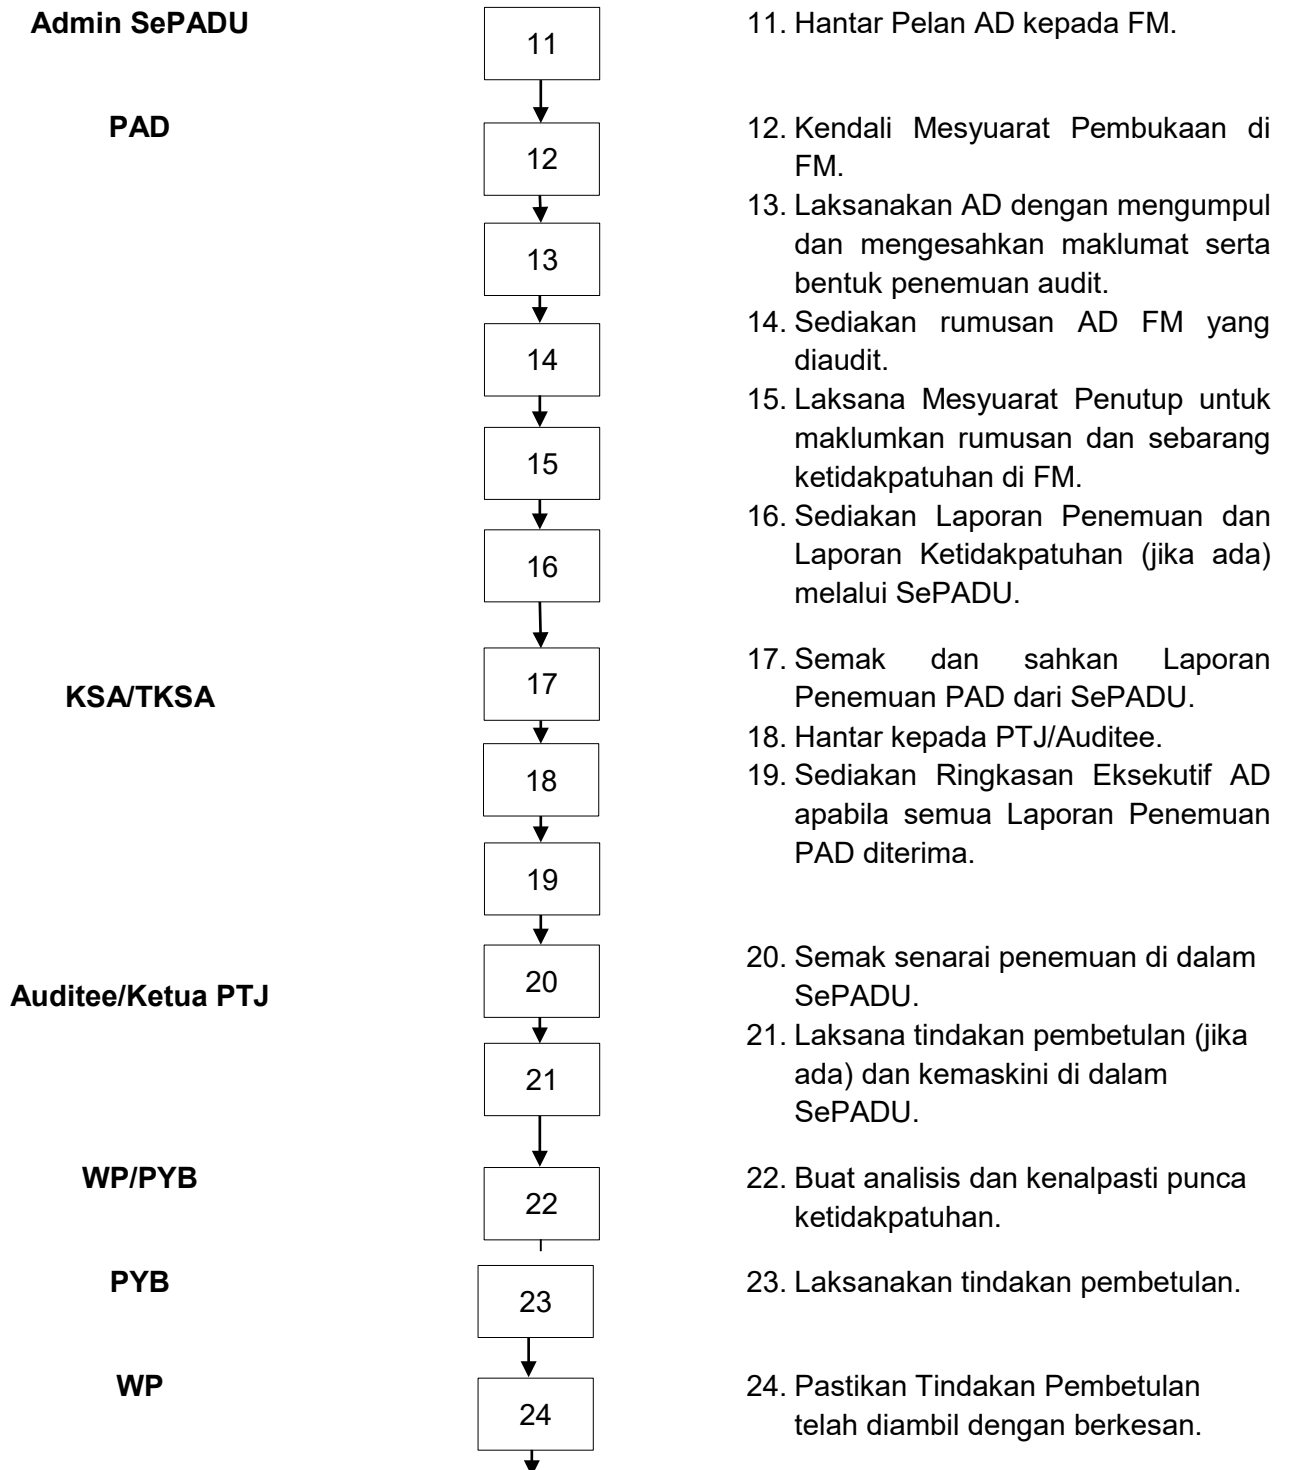 Admin SePADU
11
11. Hantar Pelan AD kepada FM.
PAD
12
12. Kendali Mesyuarat Pembukaan di
FM.
13
13. Laksanakan AD dengan mengumpul
dan mengesahkan maklumat serta
bentuk penemuan audit.
14
14. Sediakan rumusan AD FM yang
diaudit.
15
15. Laksana Mesyuarat Penutup untuk
maklumkan rumusan dan sebarang
ketidakpatuhan di FM.
16
16. Sediakan Laporan Penemuan dan
Laporan Ketidakpatuhan (jika ada)
melalui SePADU.
KSA/TKSA
17
17. Semak dan sahkan Laporan
Penemuan PAD dari SePADU.
18
18. Hantar kepada PTJ/Auditee.
19
19. Sediakan Ringkasan Eksekutif AD
apabila semua Laporan Penemuan
PAD diterima.
Auditee/Ketua PTJ
20
20. Semak senarai penemuan di dalam
SePADU.
21
21. Laksana tindakan pembetulan (jika
ada) dan kemaskini di dalam
SePADU.
WP/PYB
22
22. Buat analisis dan kenalpasti punca
ketidakpatuhan.
PYB
23
23. Laksanakan tindakan pembetulan.
WP
24
24. Pastikan Tindakan Pembetulan
telah diambil dengan berkesan.